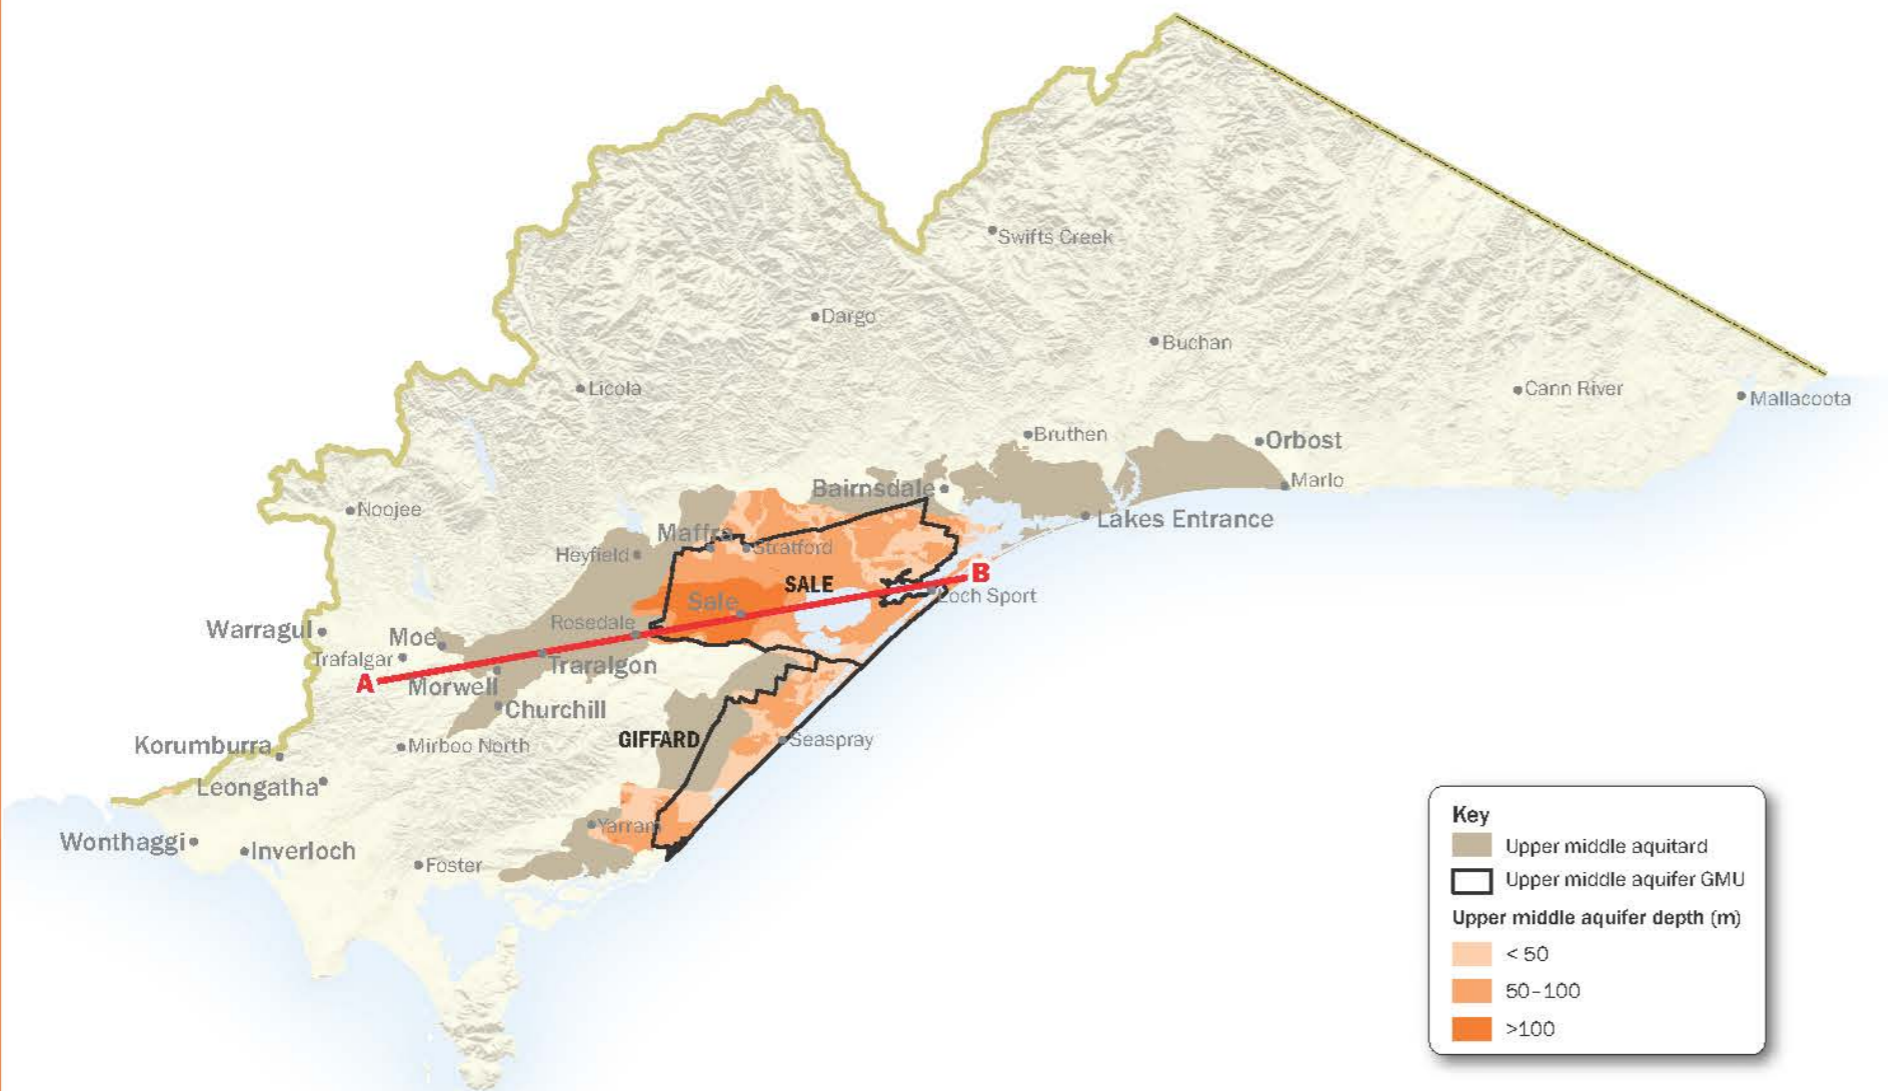 Swifts Creek
Dargo
Buchan
Licola
Cann River
Mallacoota
Bruthen
Orbost
Marlo
Bairnsdale
Noojee
Lakes Entrance
Maffra
Stratford
Heyfield
SALE
B
Loch Sport
Sale
Rosedale
Warragul
Moe
Trafalgar
Traralgon
A
Morwell
Churchill
GIFFARD
Seaspray
Korumburra
Mirboo North
Leongatha
Yarram
Wonthaggi
Inverloch
Foster
Key
Upper middle aquitard
Upper middle aquifer GMU
Upper middle aquifer depth (m)
< 50
50–100
>100